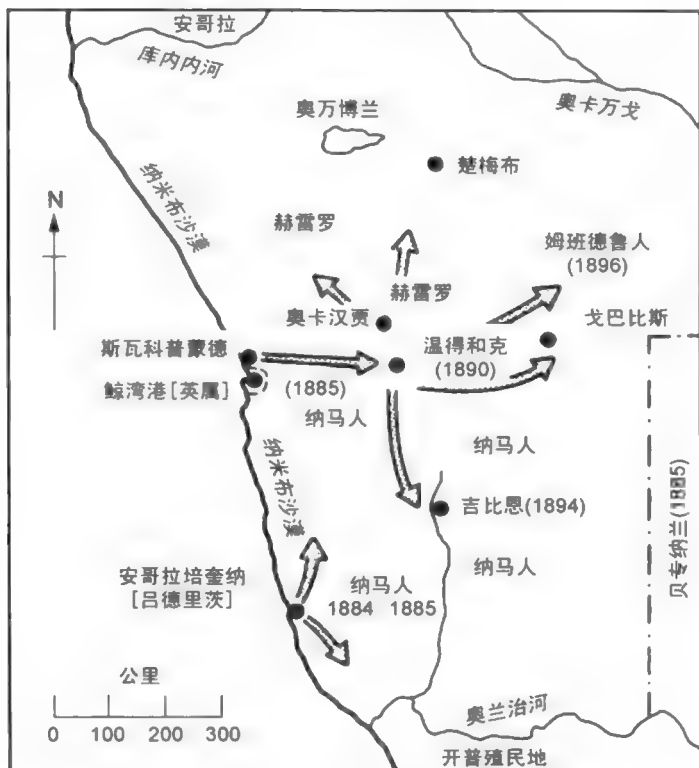 安哥拉
库内内河
奥卡万戈
奥万博兰
楚梅布
纳米布沙漠
N
赫雷罗
姆班德鲁人
(1896)
赫雷罗
奥卡汉贾
戈巴比斯
斯瓦科普蒙德
温得和克
(1890)
鲸湾港[英属]
(1885)
纳马人
纳马人
纳米布沙漠
吉比恩(1894)
贝专纳兰(1885)
安哥拉培奎纳
[吕德里茨]
纳马人
1884 1885
纳马人
公里
0 100 200 300
奥兰治河
开普殖民地